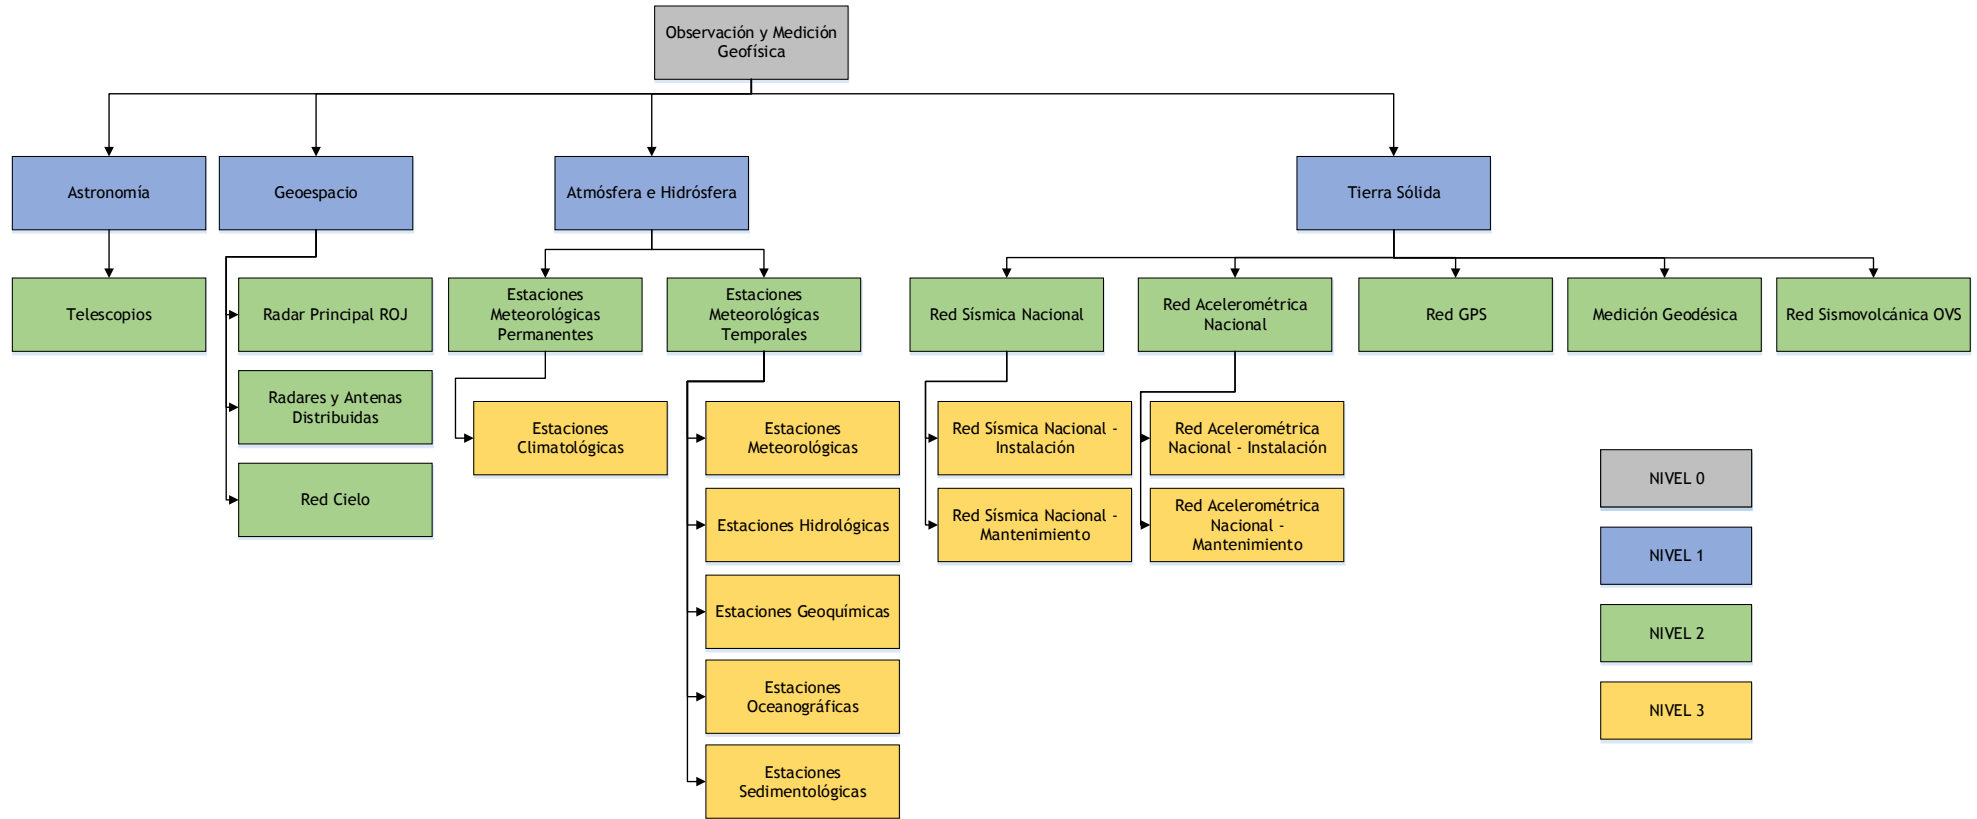 Observación y Medición
Geofísica
Astronomía
Geoespacio
Atmósfera e Hidrósfera
Tierra Sólida
Telescopios
Radar Principal ROJ
Radares y Antenas
Distribuidas
Red Cielo
Estaciones
Meteorológicas
Permanentes
Estaciones
Climatológicas
Estaciones
Meteorológicas
Temporales
Estaciones
Meteorológicas
Estaciones Hidrológicas
Estaciones Geoquímicas
Estaciones
Oceanográficas
Estaciones
Sedimentológicas
Red Sísmica Nacional
Red Sísmica Nacional -
Instalación
Red Sísmica Nacional -
Mantenimiento
Red Acelerométrica
Nacional
Red Acelerométrica
Nacional - Instalación
Red Acelerométrica
Nacional -
Mantenimiento
Red GPS
Medición Geodésica
Red Sismovolcánica OVS
NIVEL 0
NIVEL 1
NIVEL 2
NIVEL 3